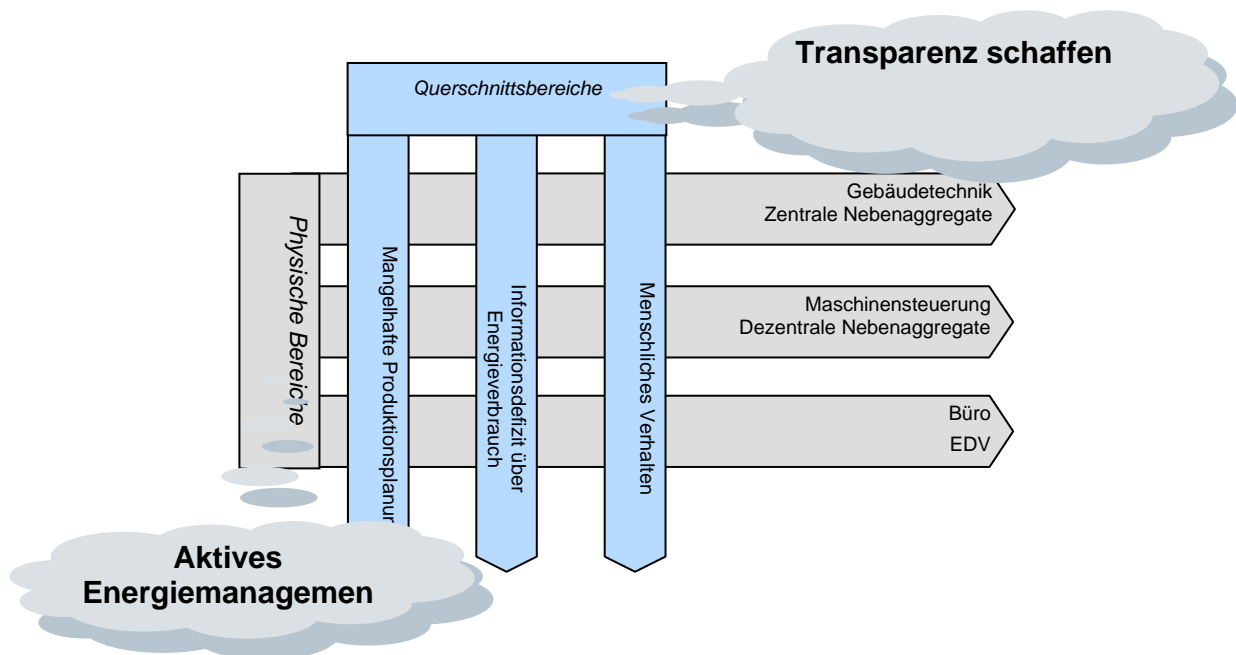 Transparenz schaffen
Querschnittsbereiche
Gebäudetechnik
Zentrale Nebenaggregate
Physische Bereiche
Mangelhafte Produktionsplanun
Informationsdefizit über
Energieverbrauch
Menschliches Verhalten
Maschinensteuerung
Dezentrale Nebenaggregate
Büro
EDV
Aktives
Energiemanagemen